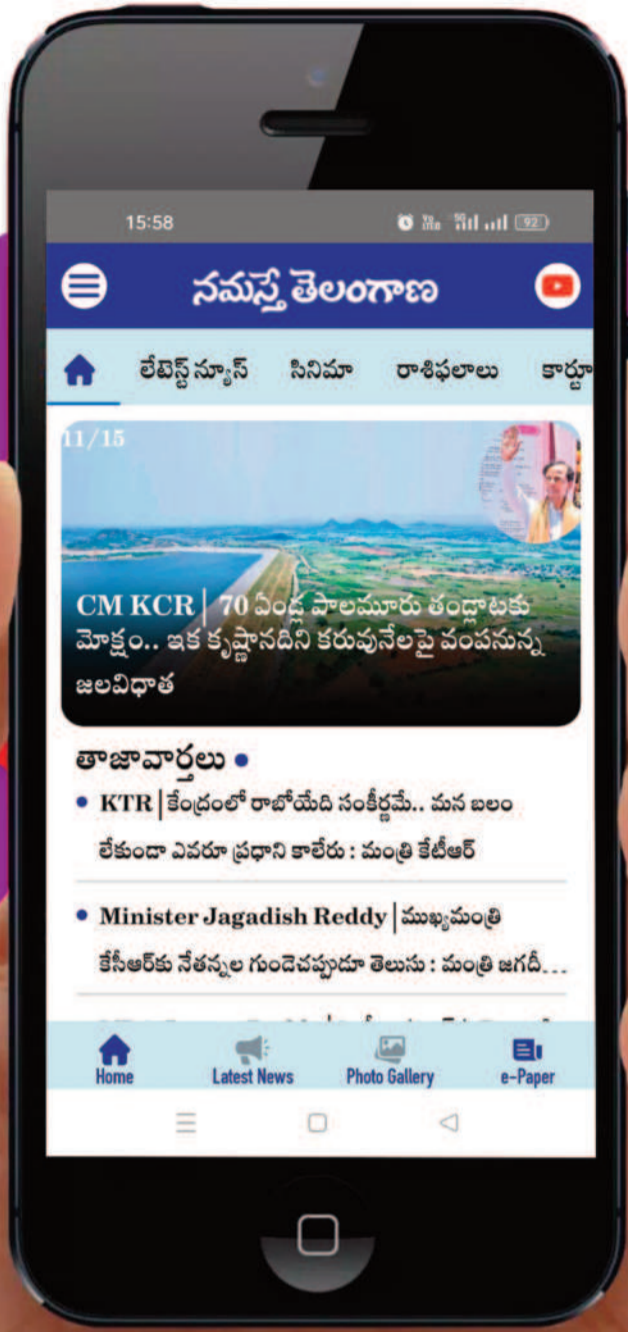 15:58
92
నమస్తే తెలంగాణ
లేటెస్ట్ న్యూస్ సినిమా రాశిఫలాలు కార్టూ
11/15
CM KCR | 70 ఏండ్ల పాలమూరు తండ్లాటకు
మోక్షం.. ఇక కృష్ణానదిని కరువునేలపై వంపనున్న
జలవిధాత
తాజావార్తలు
KTR | కేంద్రంలో రాబోయేది సంకీర్ణమే.. మన బలం
లేకుండా ఎవరూ ప్రధాని కాలేరు : మంత్రి కేటీఆర్
Minister Jagadish Reddy | ముఖ్యమంత్రి
కేసీఆర్‌కు నేతన్నల గుండెచప్పుడూ తెలుసు : మంత్రి జగదీ...
Home Latest News Photo Gallery e-Paper